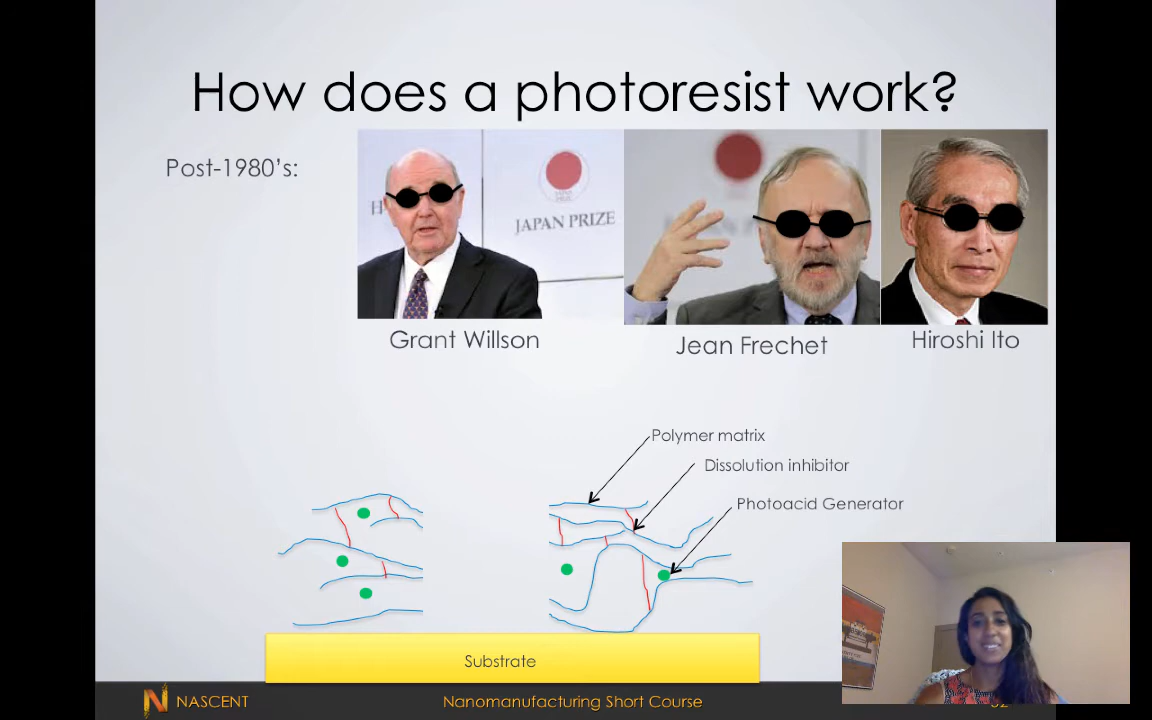 How does a photoresist work?
Post-1980's:
JAPAN PRIZE
Grant Willson
Jean Frechet
Hiroshi Ito
Polymer matrix
Dissolution inhibitor
Photoacid Generator
Substrate
N NASCENT
Nanomanufacturing Short Course